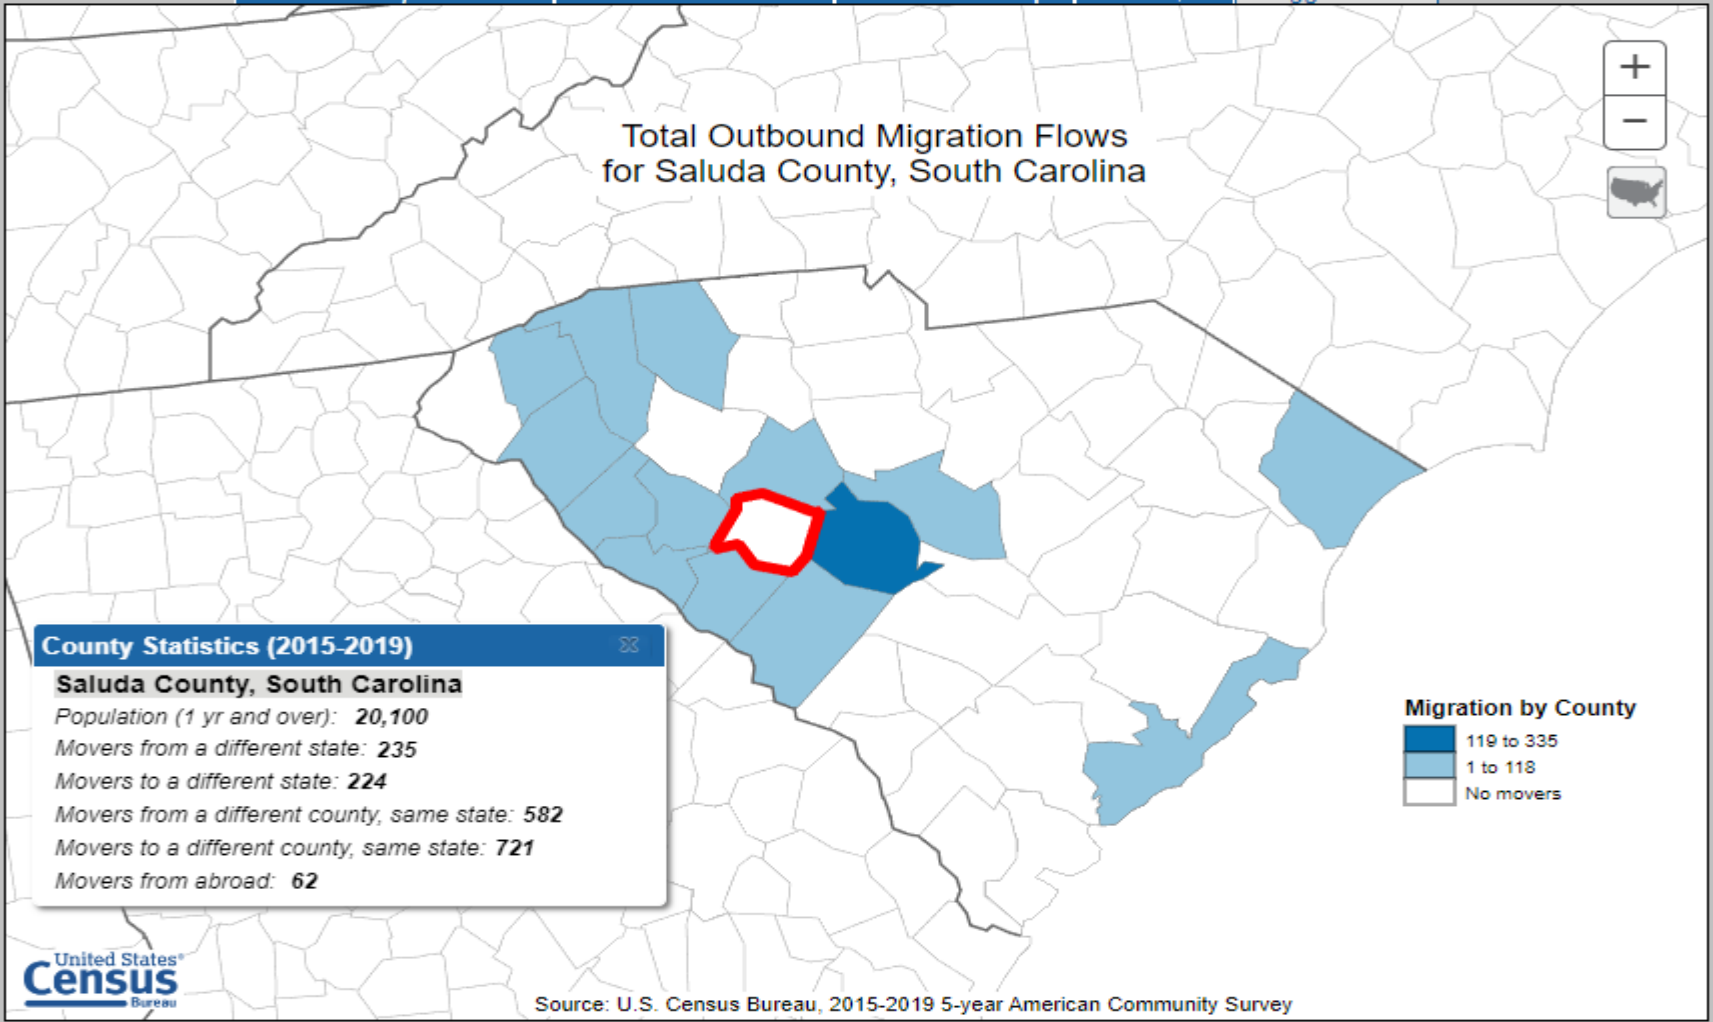 Total Outbound Migration Flows
for Saluda County, South Carolina
+
−
County Statistics (2015-2019)
Saluda County, South Carolina
Population (1 yr and over): 20,100
Movers from a different state: 235
Movers to a different state: 224
Movers from a different county, same state: 582
Movers to a different county, same state: 721
Movers from abroad: 62
Migration by County
119 to 335
1 to 118
No movers
United States®
Census
Bureau
Source: U.S. Census Bureau, 2015-2019 5-year American Community Survey